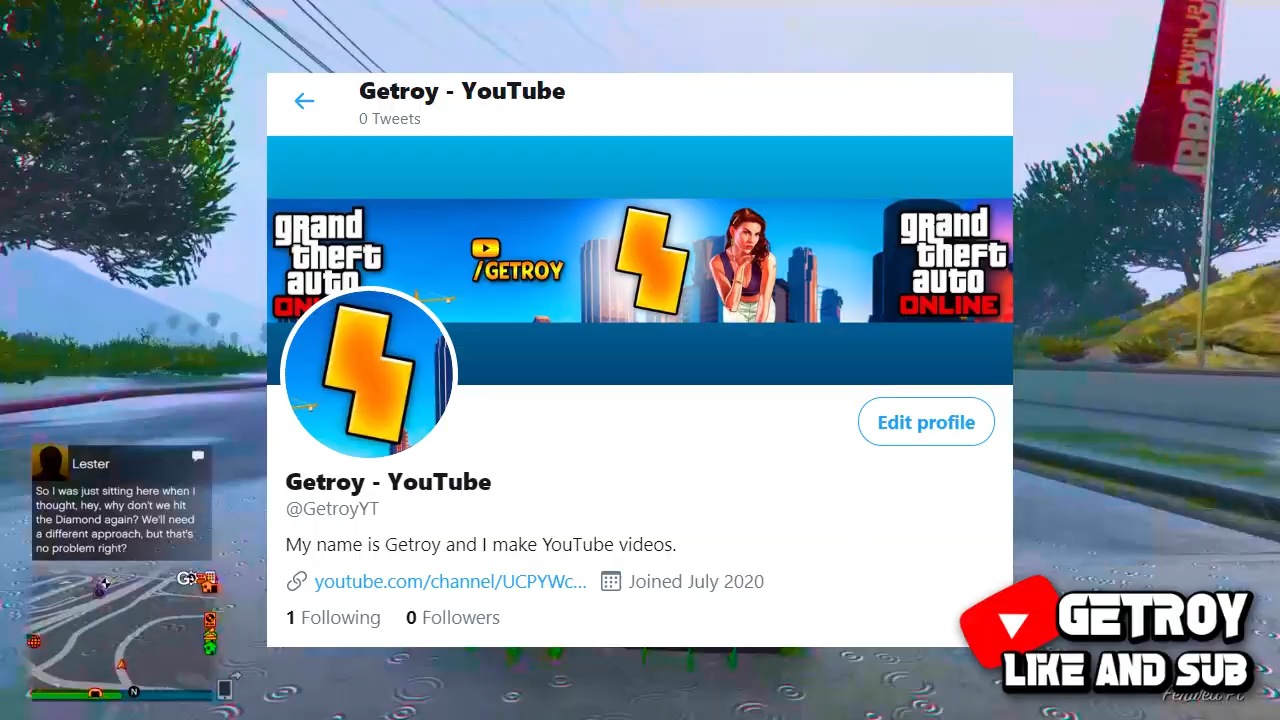 Getroy - YouTube
0 Tweets
grand
theft
auto
ONLINE
/GETROY
grand
theft
auto
Edit profile
Getroy - YouTube
@GetroyYT
My name is Getroy and I make YouTube videos.
youtube.com/channel/UCPYWc... Joined July 2020
1 Following 0 Followers
Lester
So I was just sitting here when I
thought, hey, why don't we hit
the Diamond again? We'll need
a different approach, but that's
no problem right?
N
GETROY
LIKE AND SUB